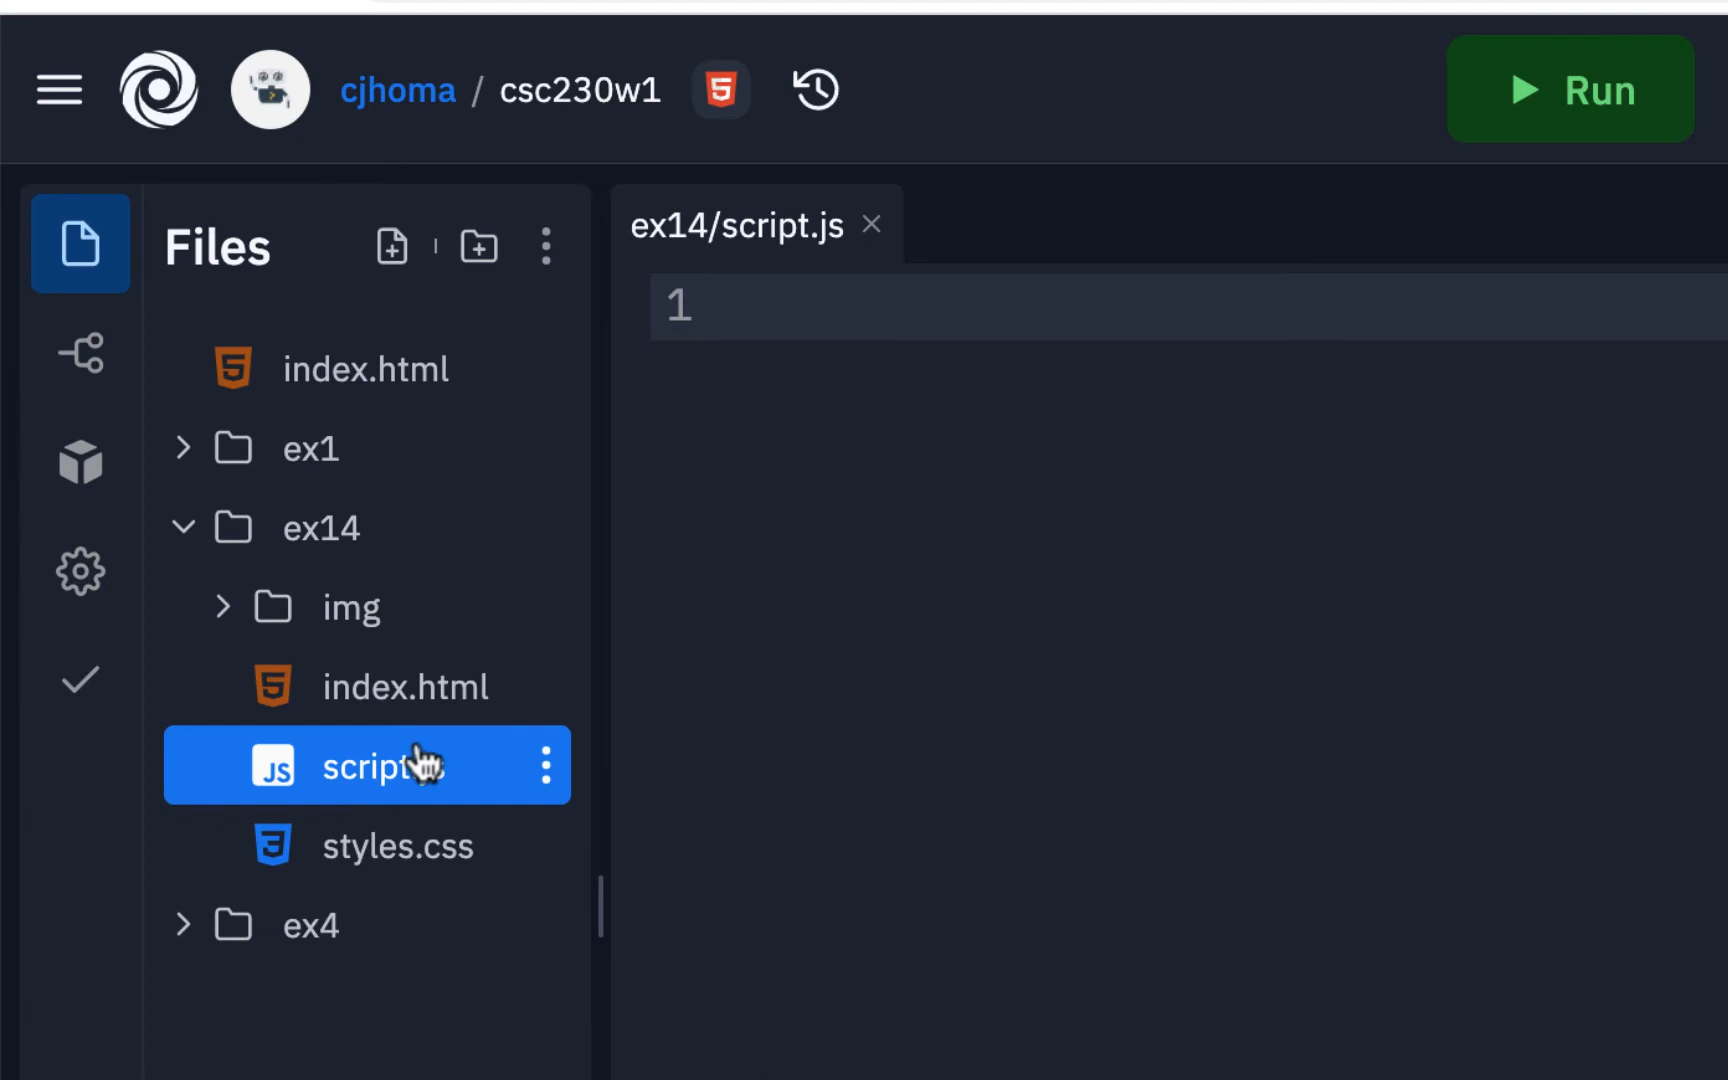 cjhoma / csc230w1
Run
Files
ex14/script.js
1
index.html
ex1
ex14
img
index.html
JS script
styles.css
ex4